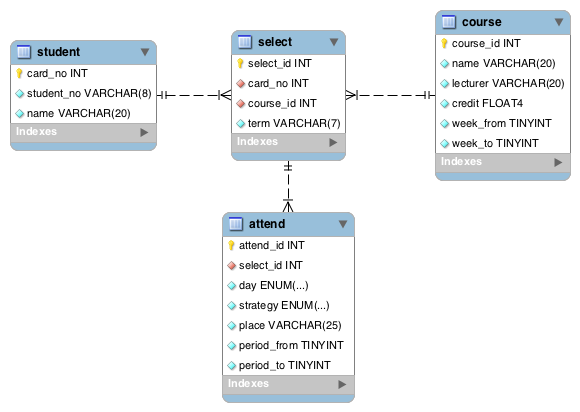 student
card_no INT
student_no VARCHAR(8)
name VARCHAR(20)
Indexes
select
select_id INT
card_no INT
course_id INT
term VARCHAR(7)
Indexes
course
course_id INT
name VARCHAR(20)
lecturer VARCHAR(20)
credit FLOAT4
week_from TINYINT
week_to TINYINT
Indexes
attend
attend_id INT
select_id INT
day ENUM(...)
strategy ENUM(...)
place VARCHAR(25)
period_from TINYINT
period_to TINYINT
Indexes